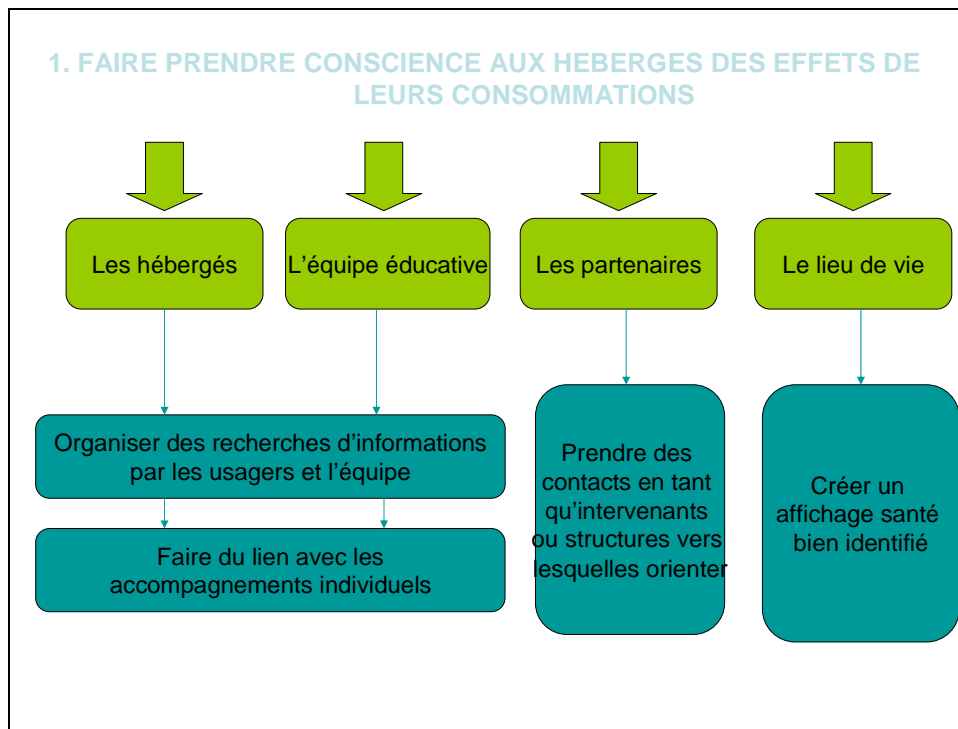 1. FAIRE PRENDRE CONSCIENCE AUX HEBERGES DES EFFETS DE
LEURS CONSOMMATIONS
Les hébergés
L’équipe éducative
Les partenaires
Le lieu de vie
Organiser des recherches d’informations
par les usagers et l’équipe
Faire du lien avec les
accompagnements individuels
Prendre des
contacts en tant
qu’intervenants
ou structures vers
lesquelles orienter
Créer un
affichage santé
bien identifié